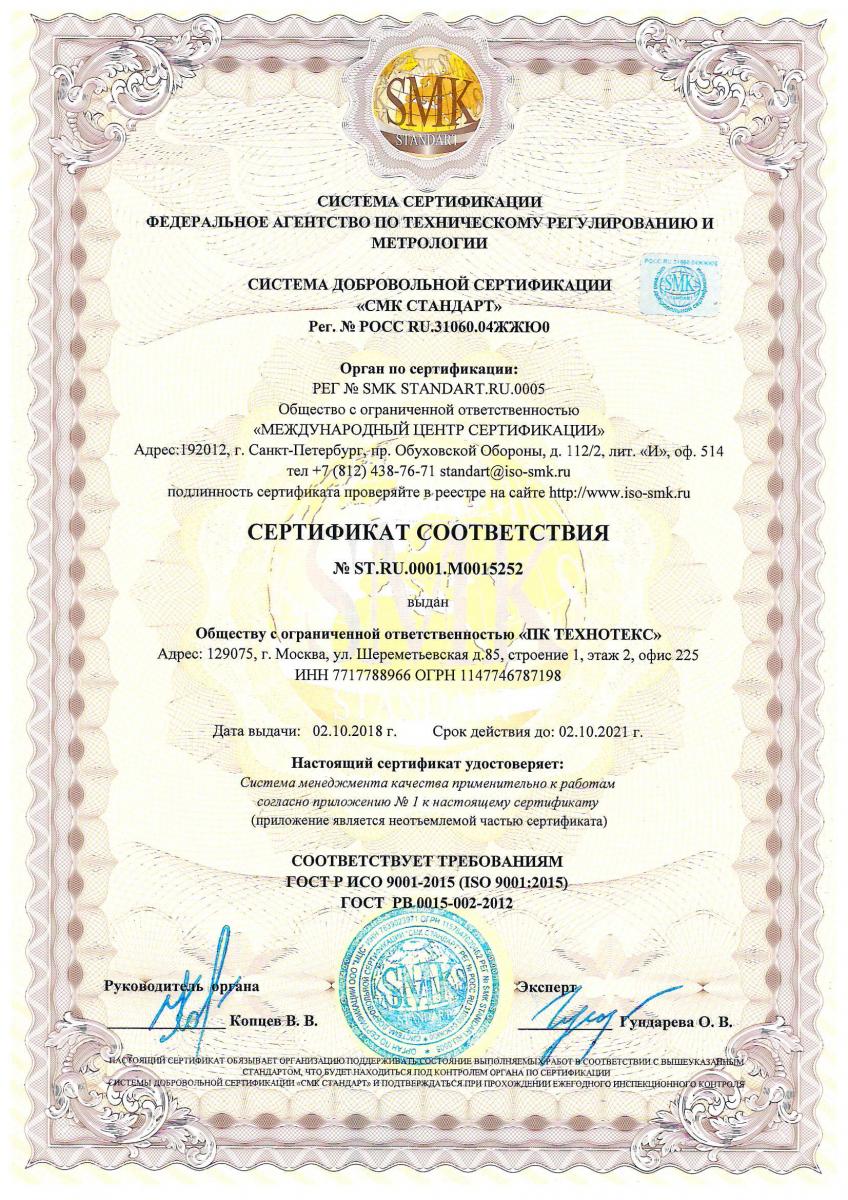 SMK
STANDART
СИСТЕМА СЕРТИФИКАЦИИ
ФЕДЕРАЛЬНОЕ АГЕНТСТВО ПО ТЕХНИЧЕСКОМУ РЕГУЛИРОВАНИЮ И
МЕТРОЛОГИИ
СИСТЕМА ДОБРОВОЛЬНОЙ СЕРТИФИКАЦИИ
«СМК СТАНДАРТ»
Рег. № РОСС RU.31060.04ЖЖЮ0
РОСС RU.31060.04ЖЖЮ0
SMK
Орган по сертификации:
РЕГ № SMK STANDART.RU.0005
Общество с ограниченной ответственностью
«МЕЖДУНАРОДНЫЙ ЦЕНТР СЕРТИФИКАЦИИ»
Адрес:192012, г. Санкт-Петербург, пр. Обуховской Обороны, д. 112/2, лит. «И», оф. 514
тел +7 (812) 438-76-71 standart@iso-smk.ru
подлинность сертификата проверяйте в реестре на сайте http://www.iso-smk.ru
СЕРТИФИКАТ СООТВЕТСТВИЯ
№ ST.RU.0001.M0015252
выдан
Обществу с ограниченной ответственностью «ПК ТЕХНОТЕКС»
Адрес: 129075, г. Москва, ул. Шереметьевская д.85, строение 1, этаж 2, офис 225
ИНН 7717788966 ОГРН 1147746787198
Дата выдачи: 02.10.2018 г. Срок действия до: 02.10.2021 г.
Настоящий сертификат удостоверяет:
Система менеджмента качества применительно к работам
согласно приложению № 1 к настоящему сертификату
(приложение является неотъемлемой частью сертификата)
СООТВЕТСТВУЕТ ТРЕБОВАНИЯМ
ГОСТ Р ИСО 9001-2015 (ISO 9001:2015)
ГОСТ РВ 0015-002-2012
SMK
STANDART
Руководитель органа
Копцев В. В.
Эксперт
Гундарева О. В.
НАСТОЯЩИЙ СЕРТИФИКАТ ОБЯЗЫВАЕТ ОРГАНИЗАЦИЮ ПОДДЕРЖИВАТЬ СОСТОЯНИЕ ВЫПОЛНЯЕМЫХ РАБОТ В СООТВЕТСТВИИ С ВЫШЕУКАЗАННЫМ
СТАНДАРТОМ, ЧТО БУДЕТ НАХОДИТЬСЯ ПОД КОНТРОЛЕМ ОРГАНА ПО СЕРТИФИКАЦИИ
СИСТЕМЫ ДОБРОВОЛЬНОЙ СЕРТИФИКАЦИИ «СМК СТАНДАРТ» И ПОДТВЕРЖДАТЬСЯ ПРИ ПРОХОЖДЕНИИ ЕЖЕГОДНОГО ИНСПЕКЦИОННОГО КОНТРОЛЯ